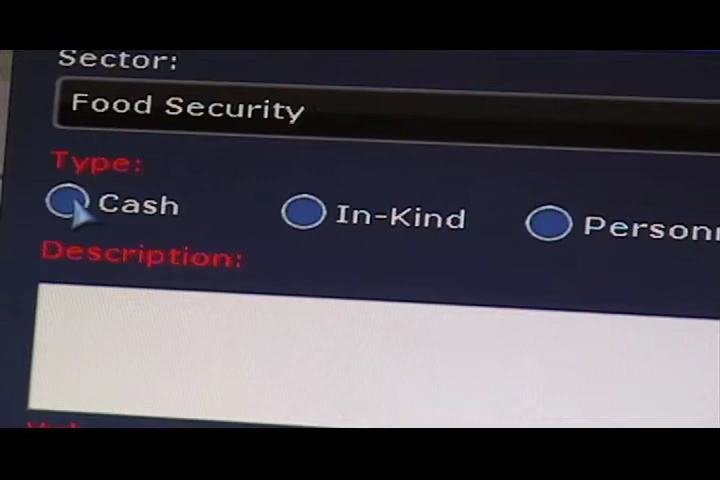 Sector:
Food Security
Type:
Cash In-Kind
Description: